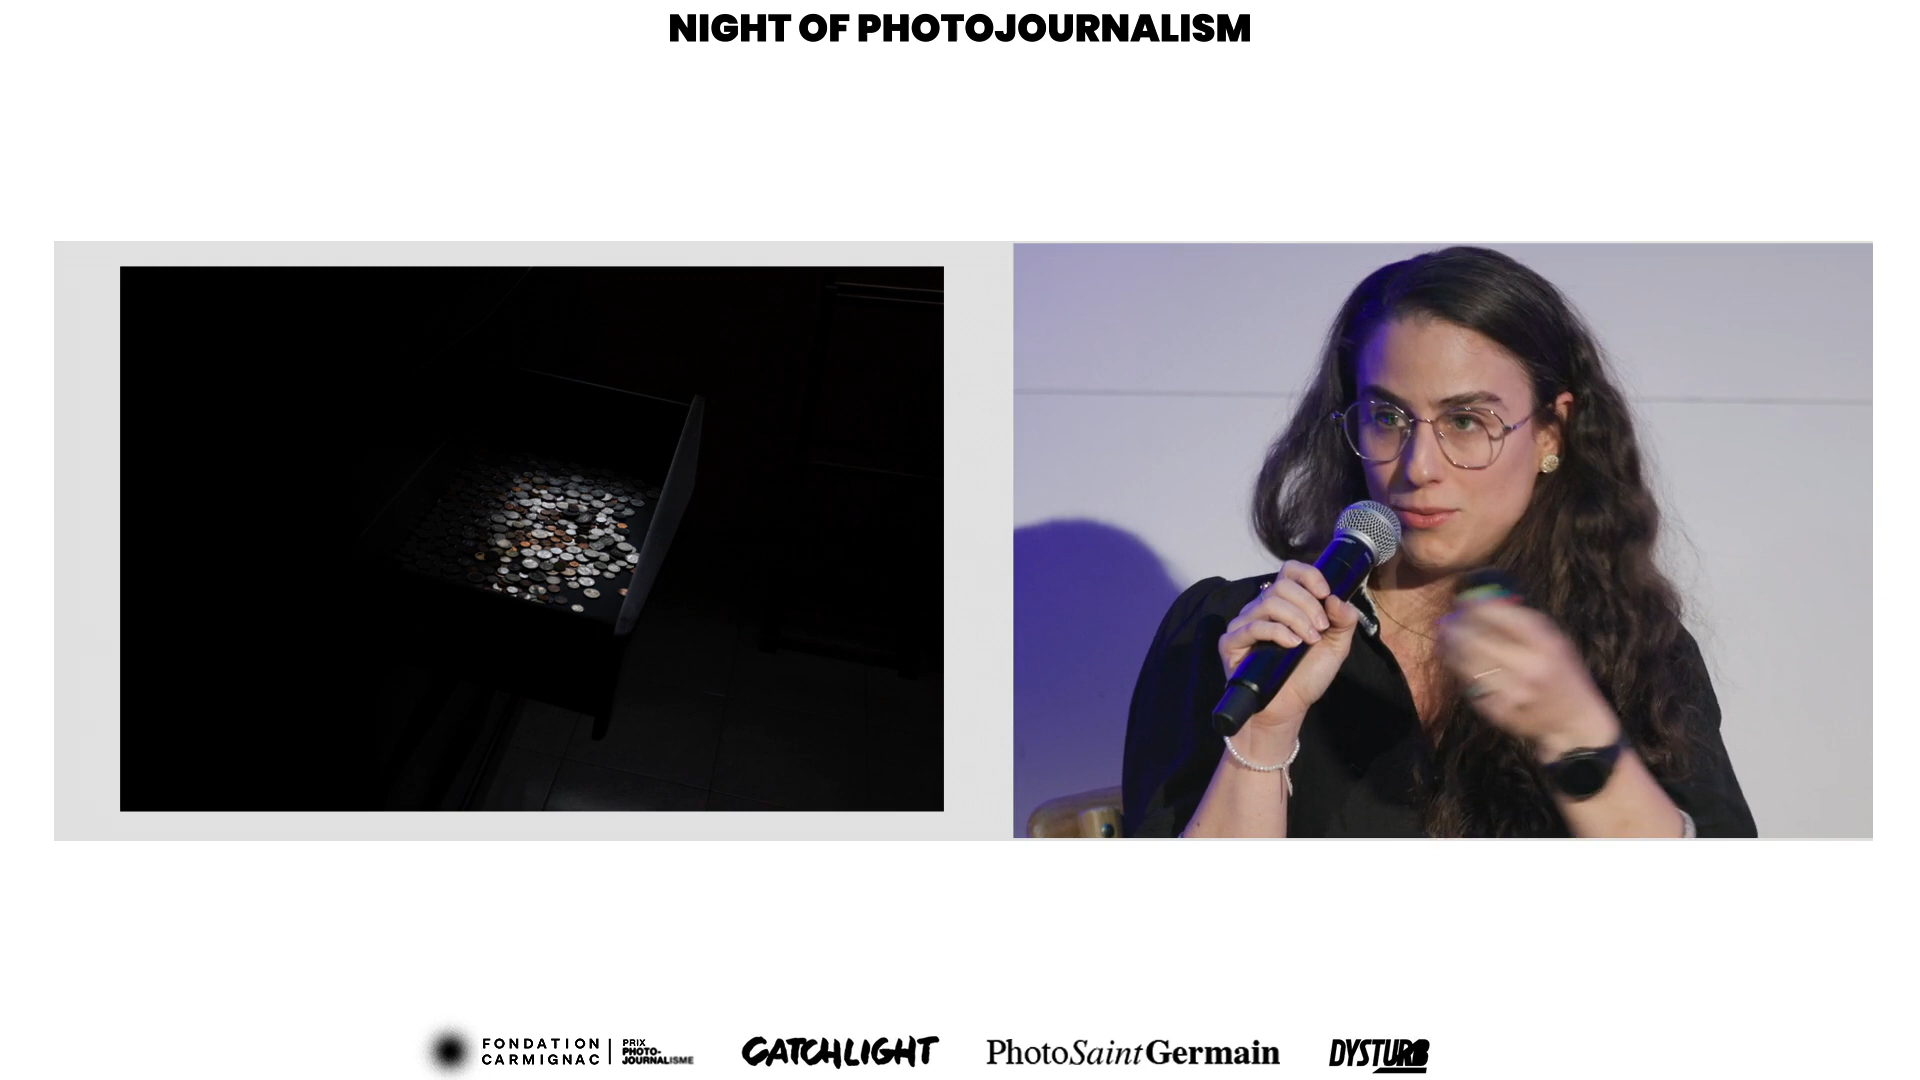 NIGHT OF PHOTOJOURNALISM
FONDATION
CARMIGNAC
PRIX
PHOTO-
JOURNALISME
CATCHLIGHT
PhotoSaintGermain
DYSTURB